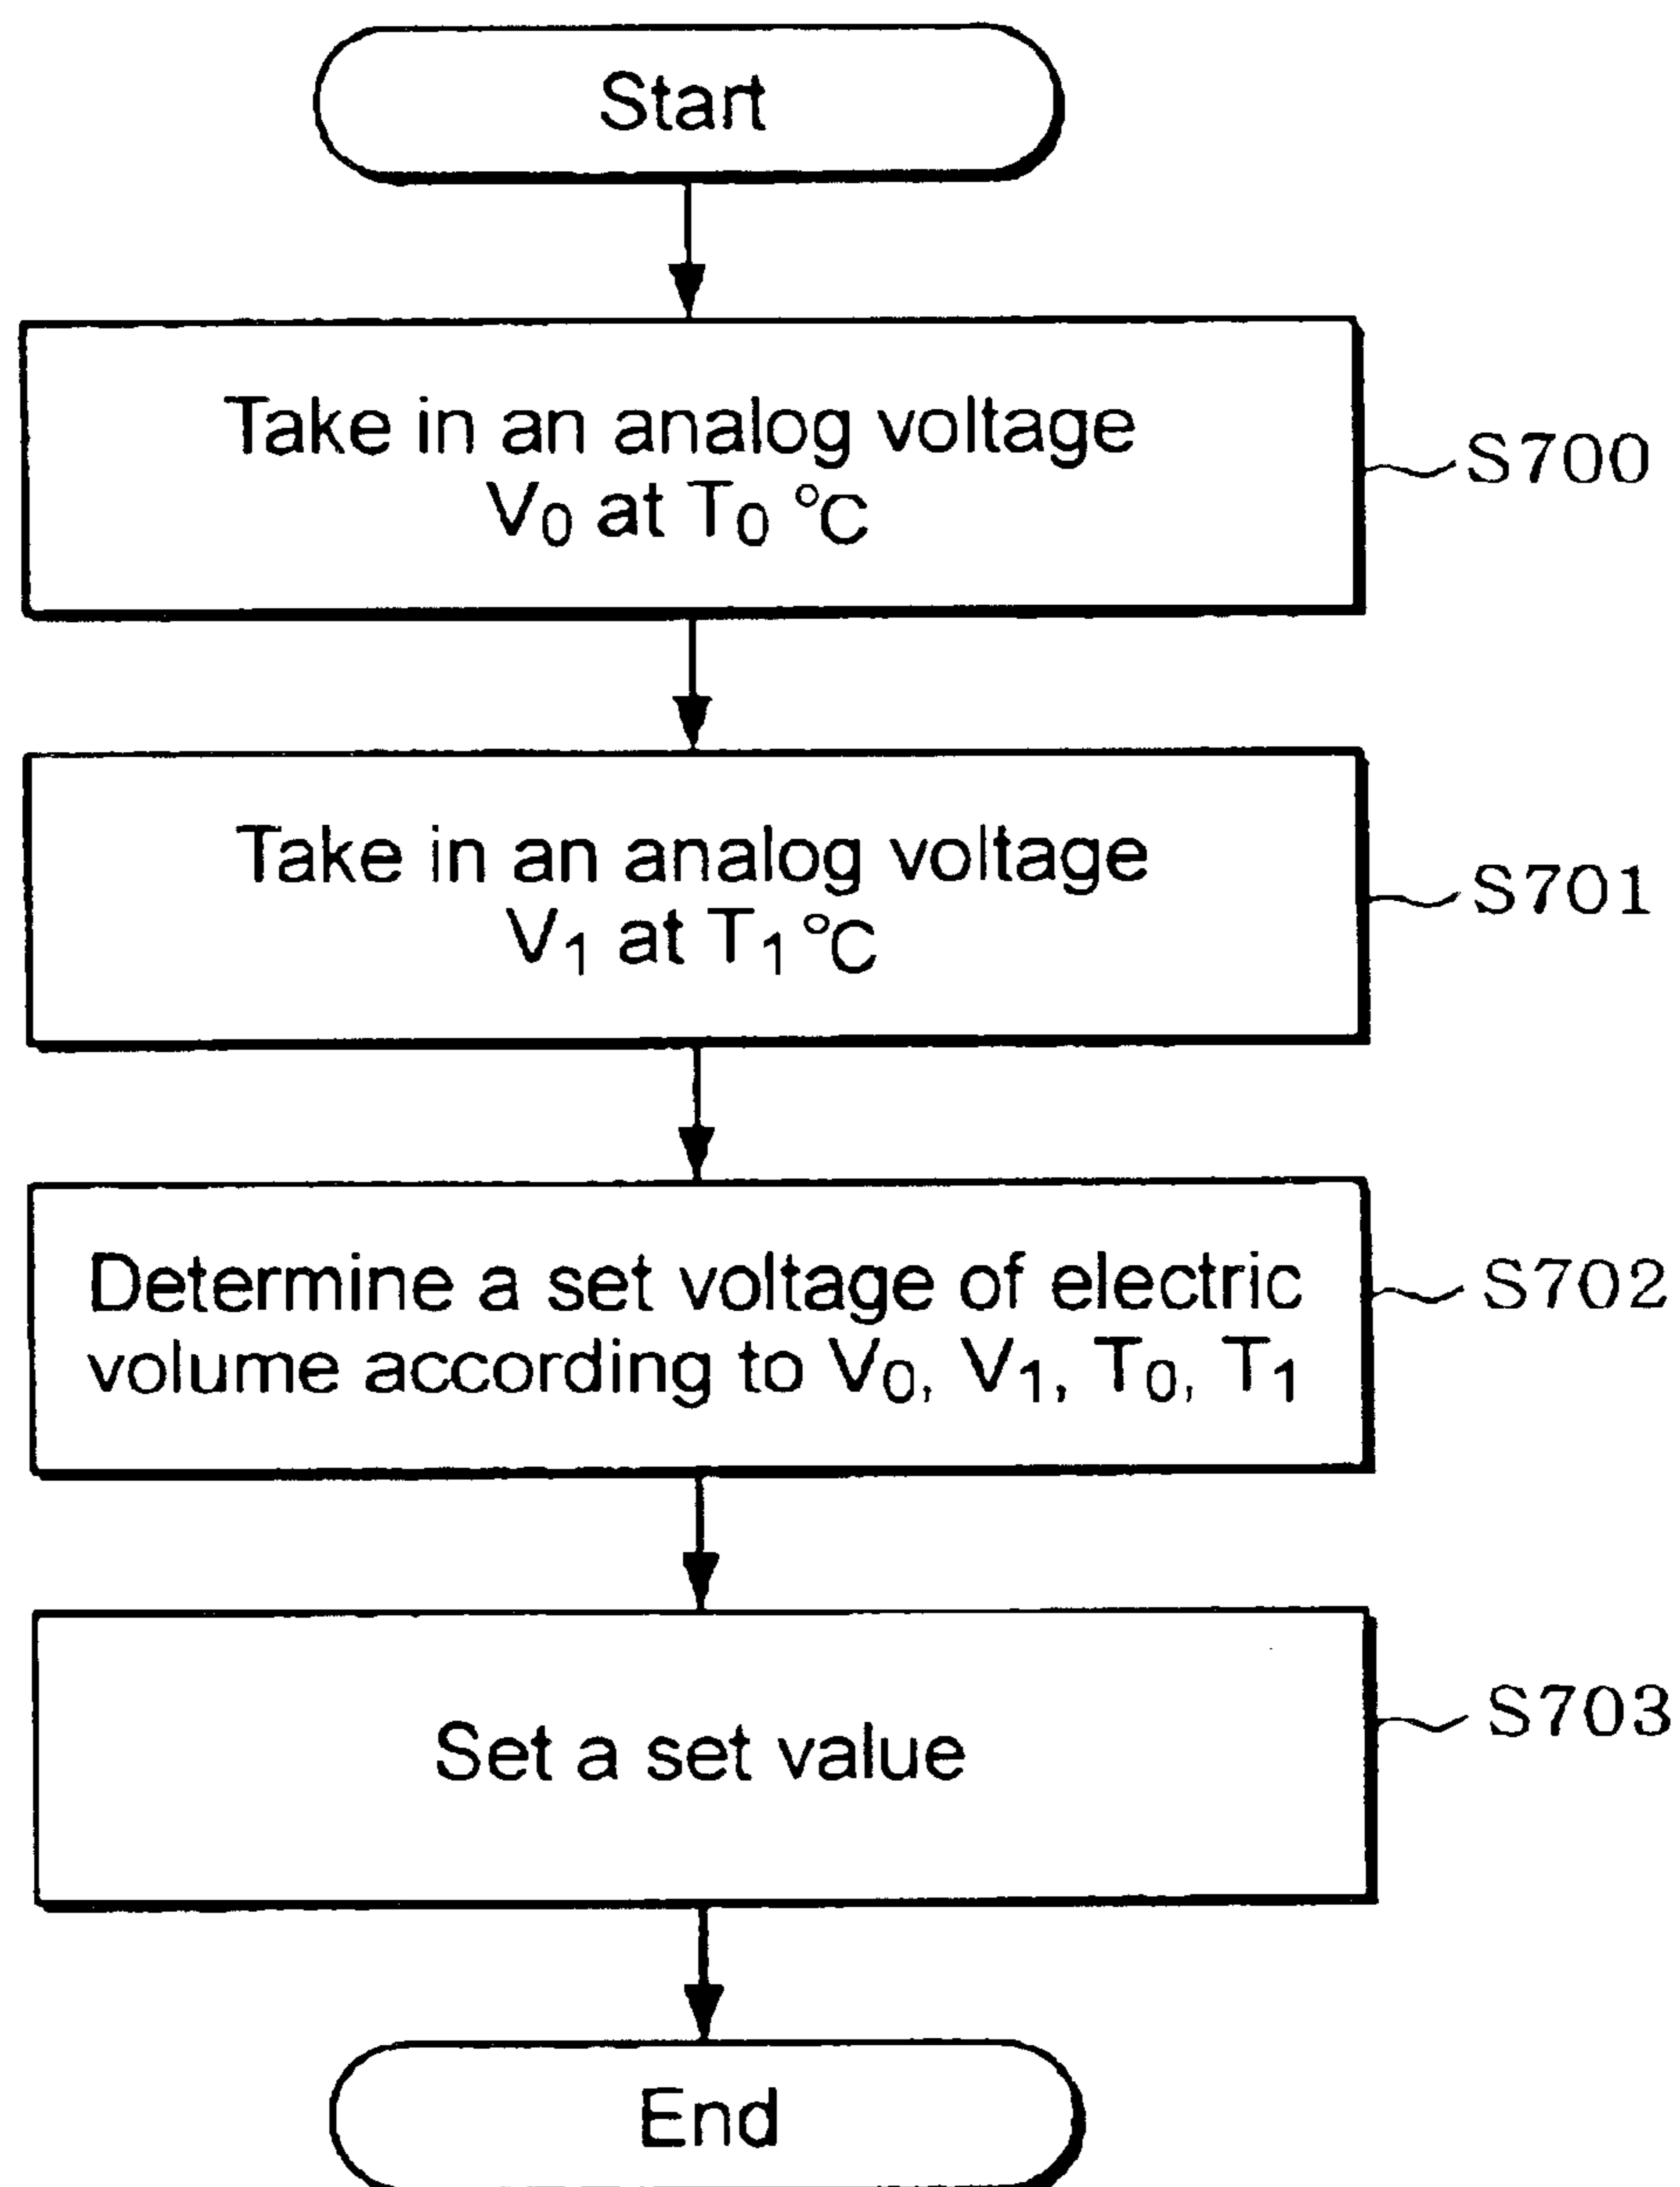 Start
Take in an analog voltage
V₀ at T₀ °C
S700
Take in an analog voltage
V₁ at T₁ °C
S701
Determine a set voltage of electric
volume according to V₀, V₁, T₀, T₁
S702
Set a set value
S703
End